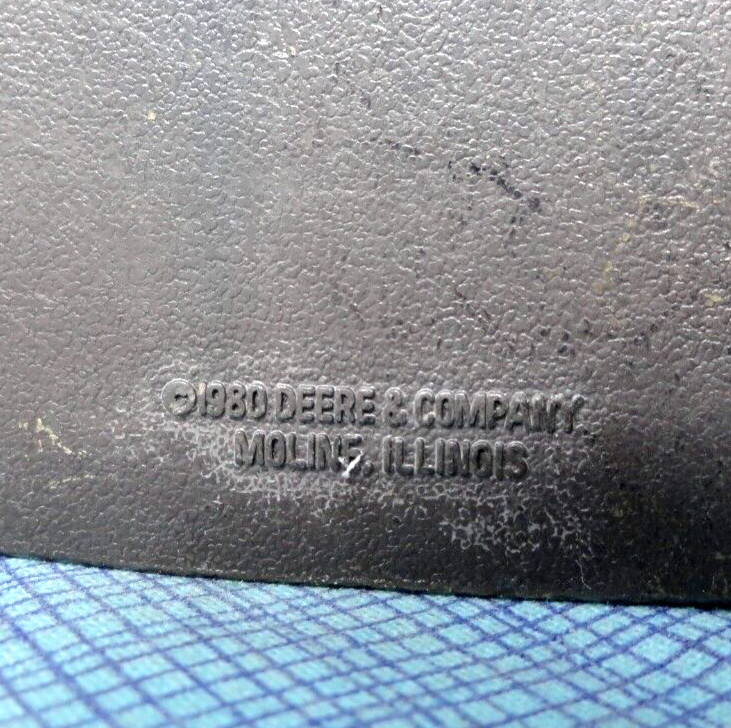 ©1980 DEERE & COMPANY
MOLINE, ILLINOIS